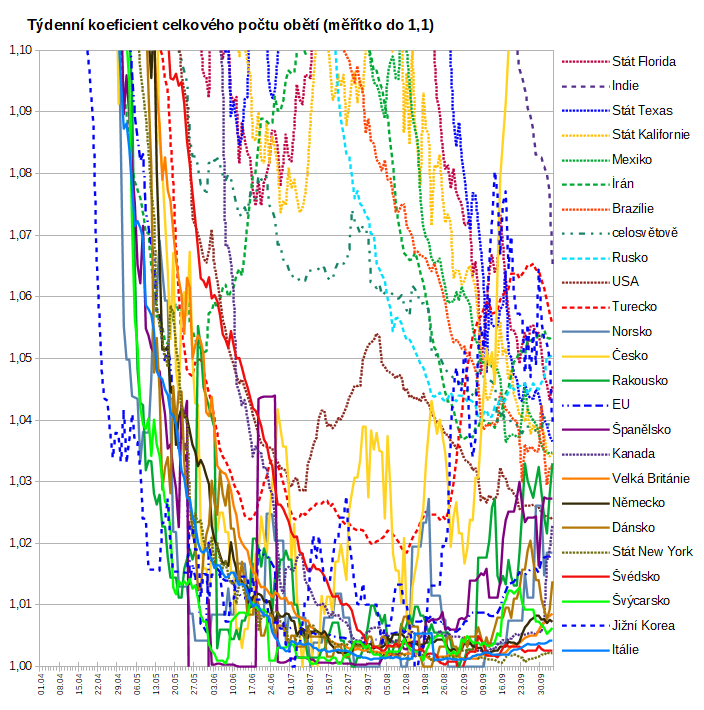 Týdenní koeficient celkového počtu obětí (měřítko do 1,1)
1,10
1,09
1,08
1,07
1,06
1,05
1,04
1,03
1,02
1,01
1,00
01.04
08.04
15.04
22.04
29.04
06.05
13.05
20.05
27.05
03.06
10.06
17.06
24.06
01.07
08.07
15.07
22.07
29.07
05.08
12.08
19.08
26.08
02.09
09.09
16.09
23.09
30.09
Stát Florida
Indie
Stát Texas
Stát Kalifornie
Mexiko
Írán
Brazílie
celosvětově
Rusko
USA
Turecko
Norsko
Česko
Rakousko
EU
Španělsko
Kanada
Velká Británie
Německo
Dánsko
Stát New York
Švédsko
Švýcarsko
Jižní Korea
Itálie